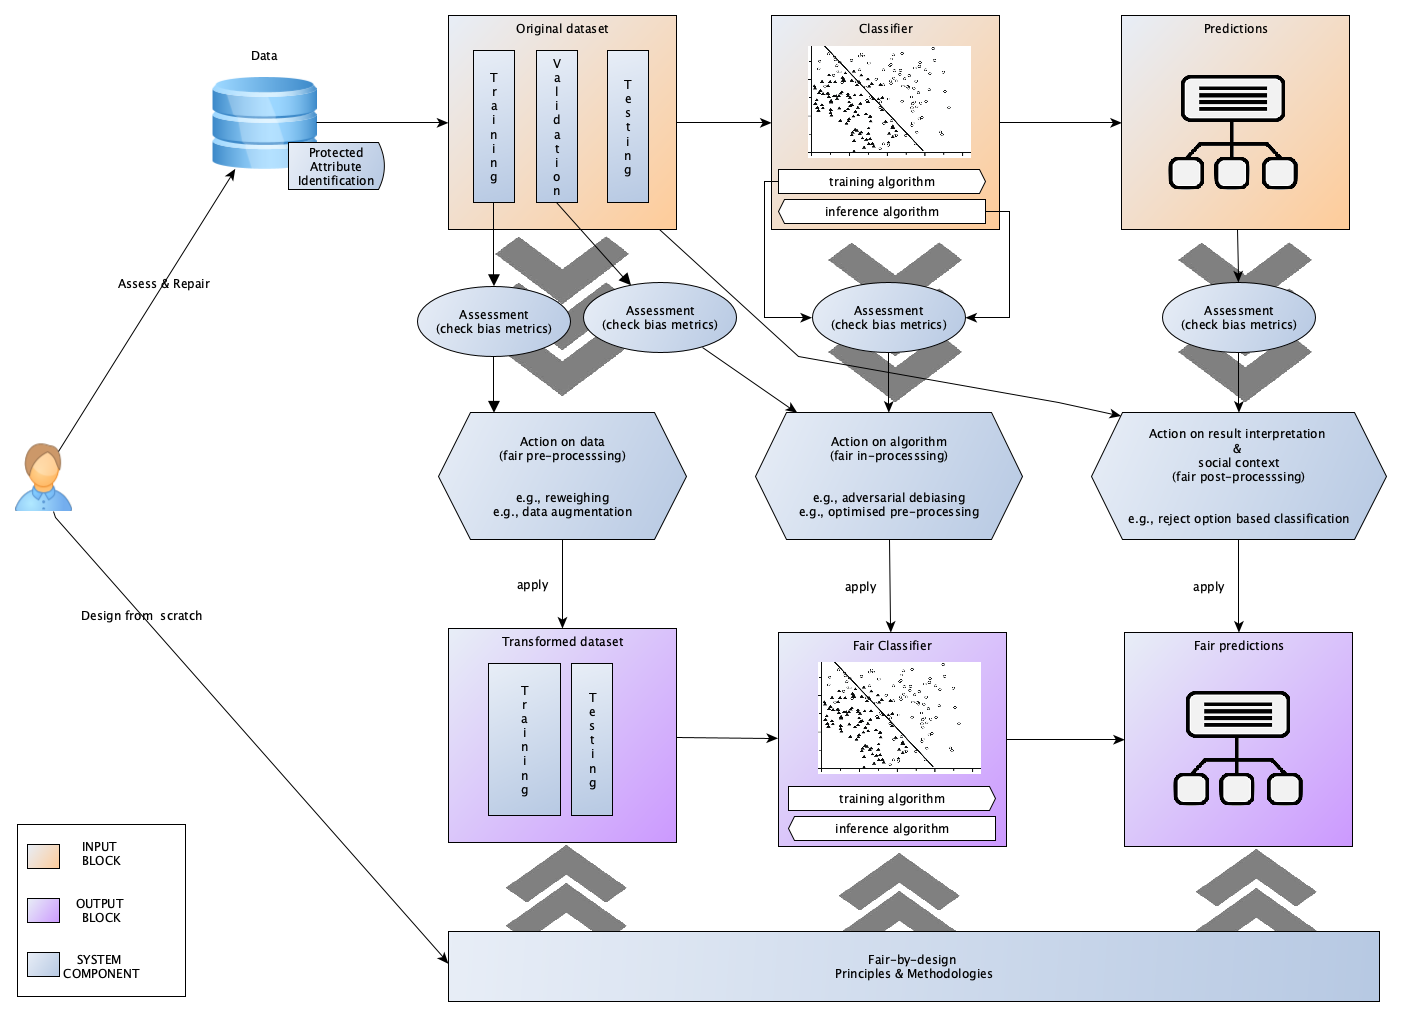 Data
Protected
Attribute
Identification
Original dataset
Training
Validation
Testing
Classifier
training algorithm
inference algorithm
Predictions
Assess & Repair
Assessment
(check bias metrics)
Assessment
(check bias metrics)
Assessment
(check bias metrics)
Assessment
(check bias metrics)
Action on data
(fair pre-processsing)
e.g., reweighing
e.g., data augmentation
Action on algorithm
(fair in-processsing)
e.g., adversarial debiasing
e.g., optimised pre-processing
Action on result interpretation
&
social context
(fair post-processsing)
e.g., reject option based classification
apply
apply
apply
Design from scratch
Transformed dataset
Training
Testing
Fair Classifier
training algorithm
inference algorithm
Fair predictions
INPUT
BLOCK
OUTPUT
BLOCK
SYSTEM
COMPONENT
Fair-by-design
Principles & Methodologies